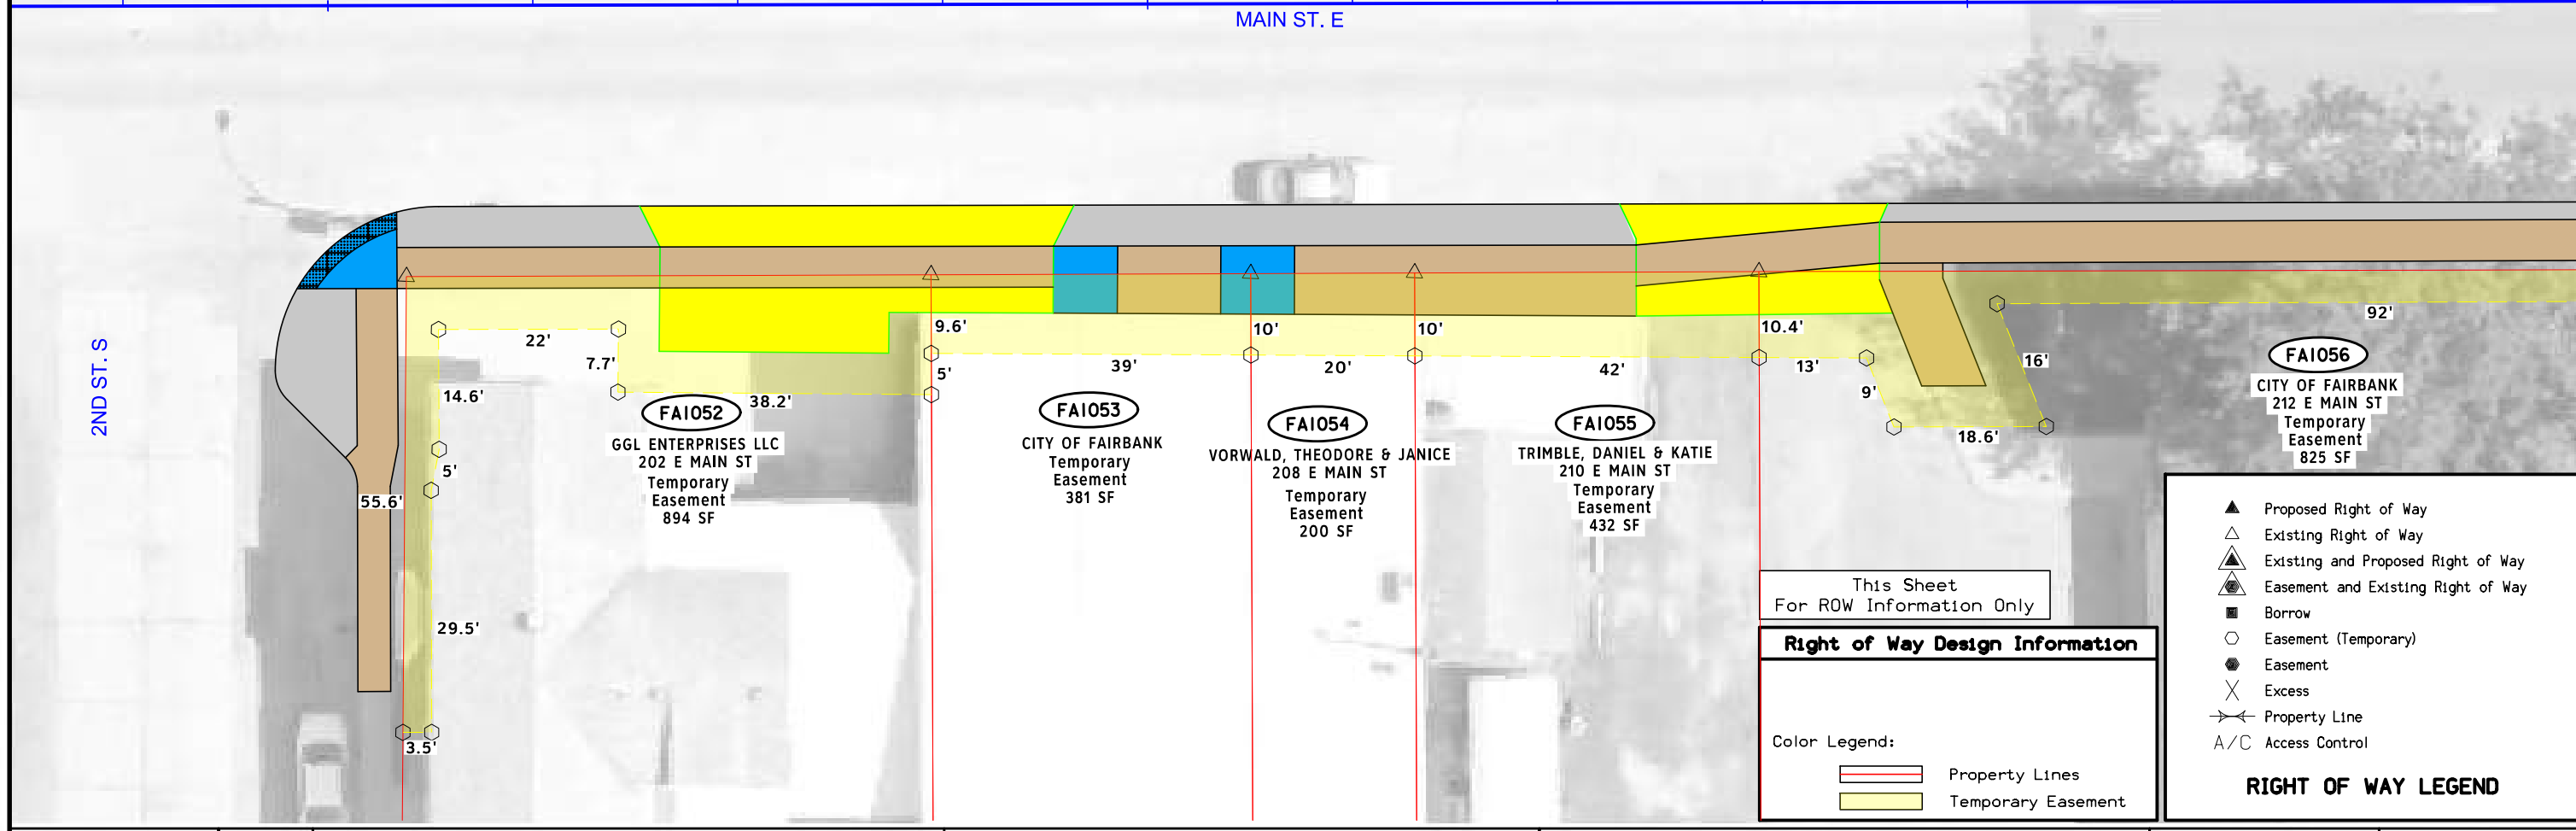 MAIN ST. E
2ND ST. S
22'
7.7'
14.6'
38.2'
5'
55.6'
29.5'
3.5'
9.6'
5'
39'
10'
20'
10'
42'
10.4'
13'
9'
18.6'
16'
92'
FAI052
GGL ENTERPRISES LLC
202 E MAIN ST
Temporary
Easement
894 SF
FAI053
CITY OF FAIRBANK
Temporary
Easement
381 SF
FAI054
VORWALD, THEODORE & JANICE
208 E MAIN ST
Temporary
Easement
200 SF
FAI055
TRIMBLE, DANIEL & KATIE
210 E MAIN ST
Temporary
Easement
432 SF
FAI056
CITY OF FAIRBANK
212 E MAIN ST
Temporary
Easement
825 SF
This Sheet
For ROW Information Only
Right of Way Design Information
Color Legend:
Property Lines
Temporary Easement
Proposed Right of Way
Existing Right of Way
Existing and Proposed Right of Way
Easement and Existing Right of Way
Borrow
Easement (Temporary)
Easement
Excess
Property Line
A/C Access Control
RIGHT OF WAY LEGEND